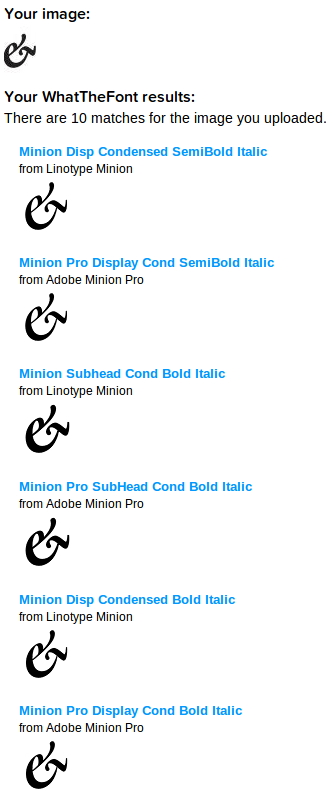 Your image:
&
Your WhatTheFont results:
There are 10 matches for the image you uploaded.
Minion Disp Condensed SemiBold Italic
from Linotype Minion
&
Minion Pro Display Cond SemiBold Italic
from Adobe Minion Pro
&
Minion Subhead Cond Bold Italic
from Linotype Minion
&
Minion Pro SubHead Cond Bold Italic
from Adobe Minion Pro
&
Minion Disp Condensed Bold Italic
from Linotype Minion
&
Minion Pro Display Cond Bold Italic
from Adobe Minion Pro
&